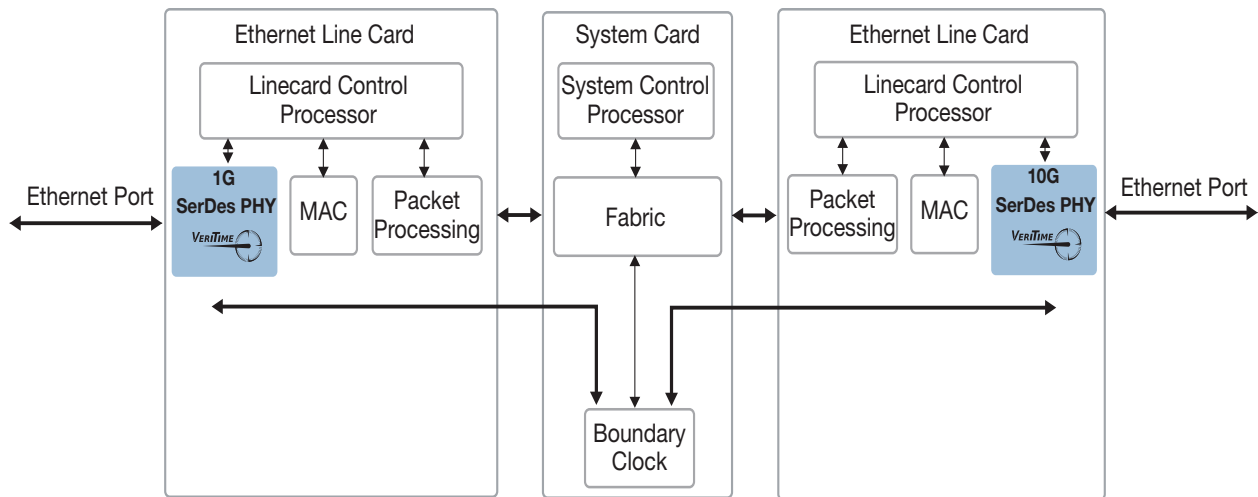 Ethernet Line Card
System Card
Ethernet Line Card
Linecard Control
Processor
System Control
Processor
Linecard Control
Processor
Ethernet Port
1G
SerDes PHY
VERITIME
MAC
Packet
Processing
Fabric
Packet
Processing
MAC
10G
SerDes PHY
VERITIME
Ethernet Port
Boundary
Clock